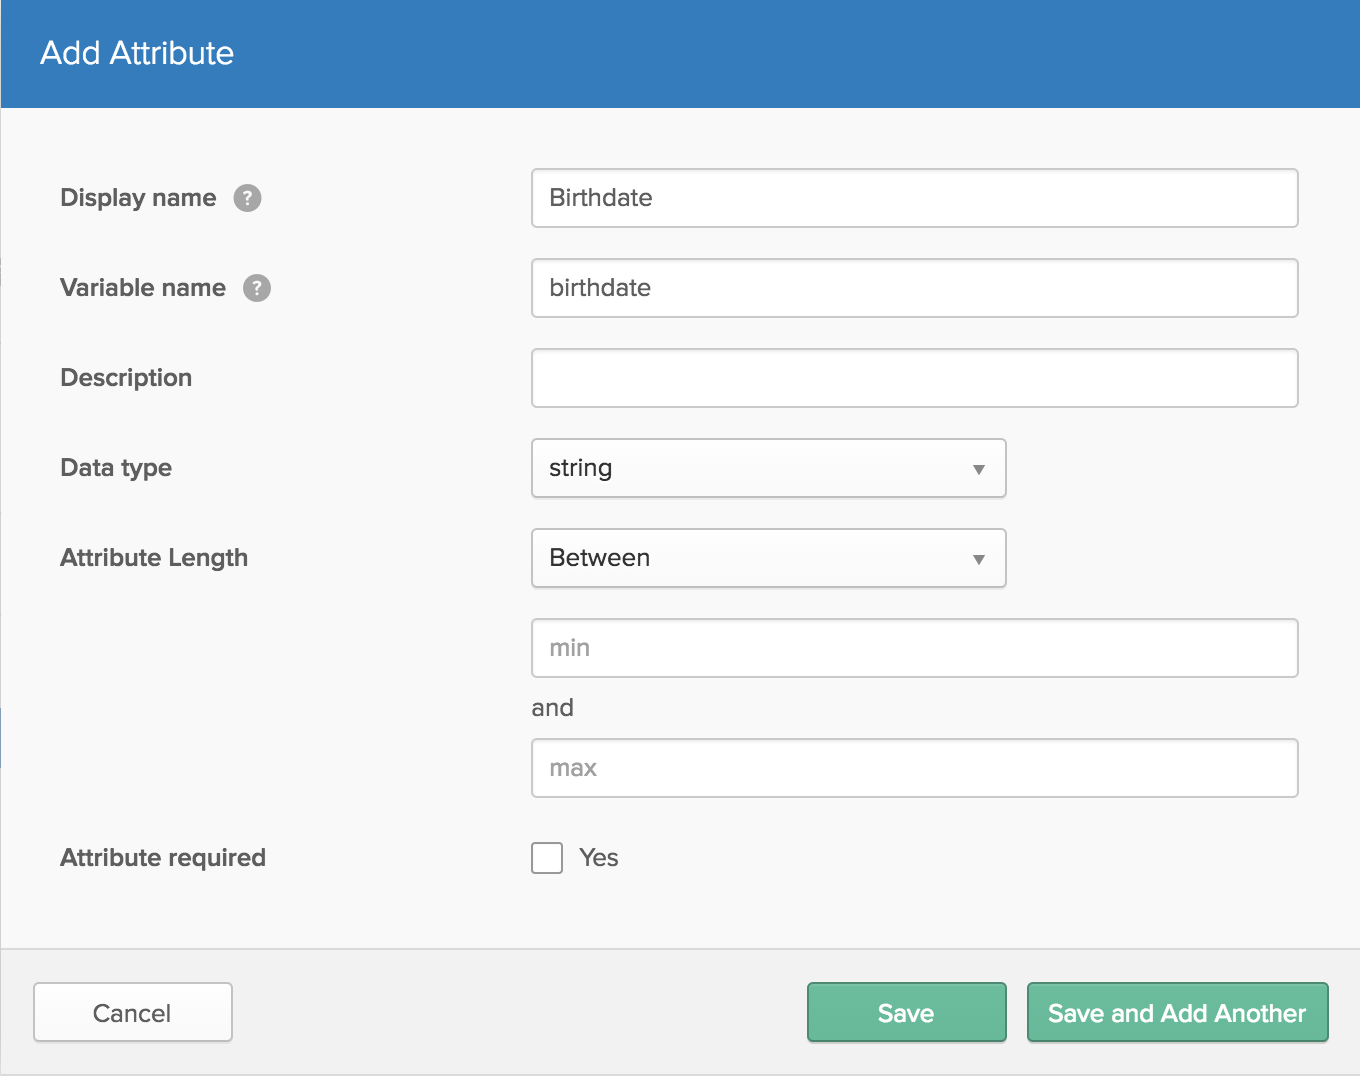 Add Attribute
Display name ? Birthdate
Variable name ? birthdate
Description
Data type string
Attribute Length Between
min
and
max
Attribute required Yes
Cancel Save Save and Add Another